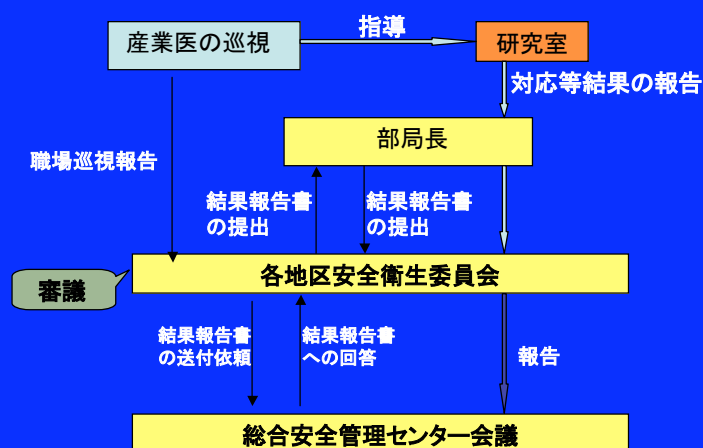 産業医の巡視
指導
研究室
対応等結果の報告
部局長
職場巡視報告
結果報告書
の提出
結果報告書
の提出
各地区安全衛生委員会
審議
結果報告書
の送付依頼
結果報告書
への回答
報告
総合安全管理センター会議